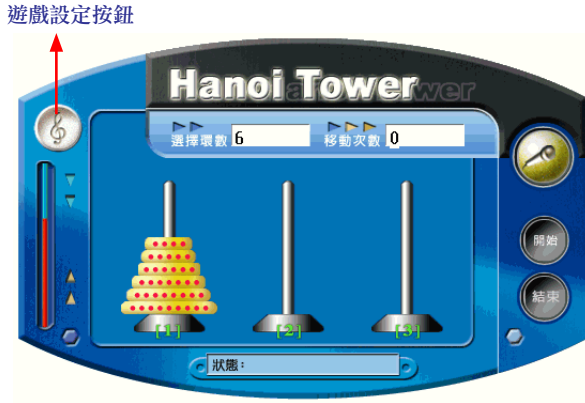 遊戲設定按鈕
Hanoi Tower
選擇環數 6
移動次數 0
開始
結束
[1] [2] [3]
狀態：